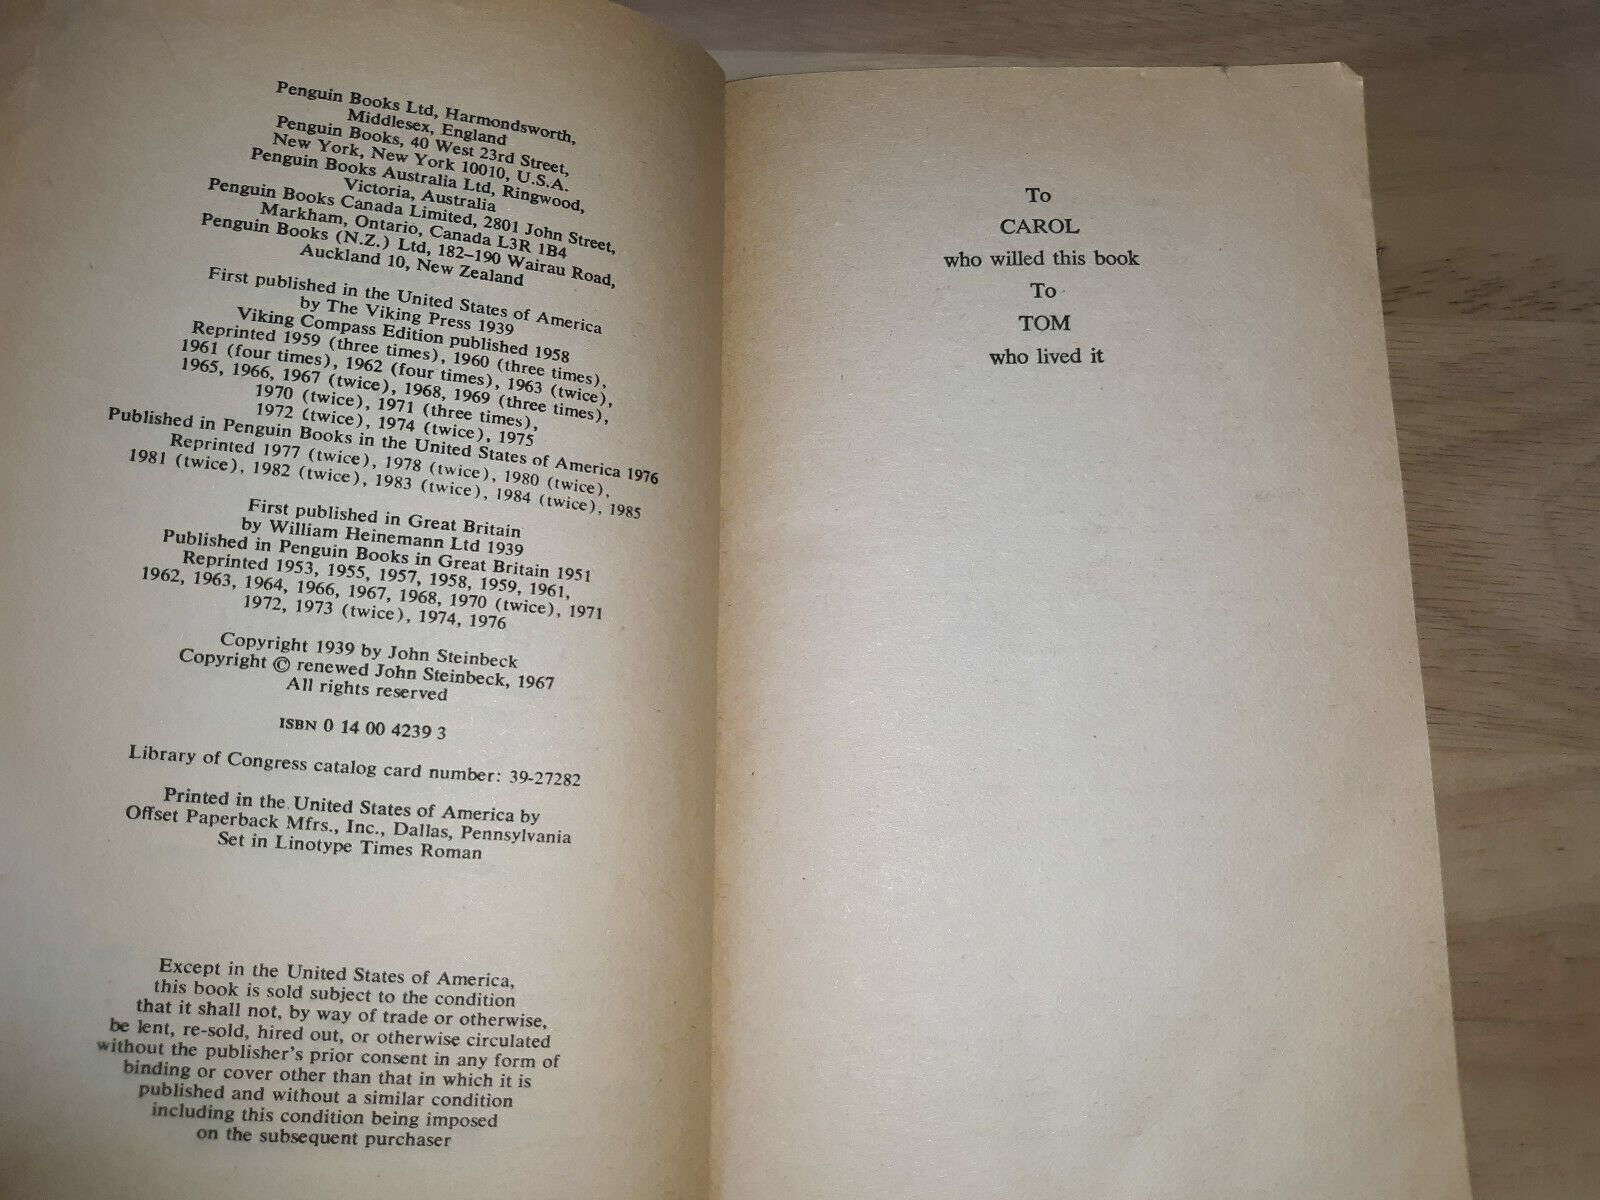 Penguin Books Ltd, Harmondsworth,
Middlesex, England
Penguin Books, 40 West 23rd Street,
New York, New York 10010, U.S.A.
Penguin Books Australia Ltd, Ringwood,
Victoria, Australia
Penguin Books Canada Limited, 2801 John Street,
Markham, Ontario, Canada L3R 1B4
Penguin Books (N.Z.) Ltd, 182–190 Wairau Road,
Auckland 10, New Zealand
First published in the United States of America
by The Viking Press 1939
Viking Compass Edition published 1958
Reprinted 1959 (three times), 1960 (three times),
1961 (four times), 1962 (four times), 1963 (twice),
1965, 1966, 1967 (twice), 1968, 1969 (three times),
1970 (twice), 1971 (three times),
1972 (twice), 1974 (twice), 1975
Published in Penguin Books in the United States of America 1976
Reprinted 1977 (twice), 1978 (twice), 1980 (twice),
1981 (twice), 1982 (twice), 1983 (twice), 1984 (twice), 1985
First published in Great Britain
by William Heinemann Ltd 1939
Published in Penguin Books in Great Britain 1951
Reprinted 1953, 1955, 1957, 1958, 1959, 1961,
1962, 1963, 1964, 1966, 1967, 1968, 1970 (twice), 1971
1972, 1973 (twice), 1974, 1976
Copyright 1939 by John Steinbeck
Copyright © renewed John Steinbeck, 1967
All rights reserved
ISBN 0 14 00 4239 3
Library of Congress catalog card number: 39-27282
Printed in the United States of America by
Offset Paperback Mfrs., Inc., Dallas, Pennsylvania
Set in Linotype Times Roman
Except in the United States of America,
this book is sold subject to the condition
that it shall not, by way of trade or otherwise,
be lent, re-sold, hired out, or otherwise circulated
without the publisher's prior consent in any form of
binding or cover other than that in which it is
published and without a similar condition
including this condition being imposed
on the subsequent purchaser
To
CAROL
who willed this book
To
TOM
who lived it